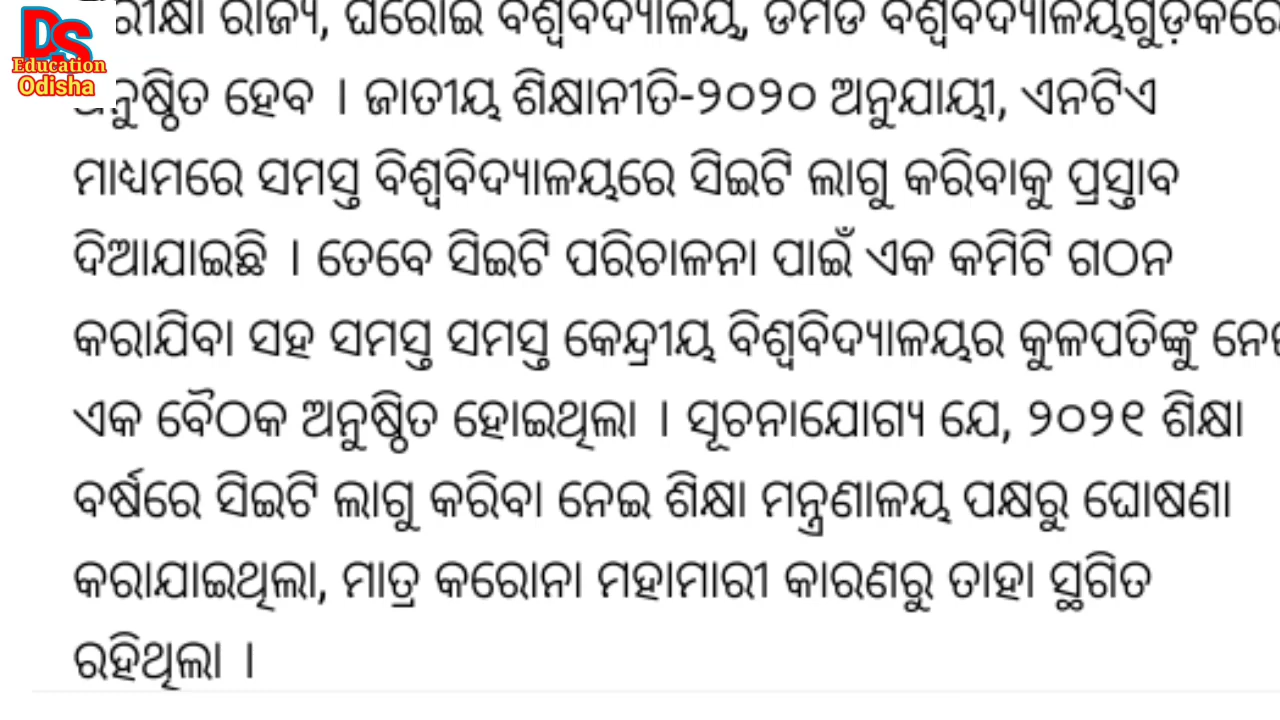 DS
Education
Odisha
ରାଜ୍ୟ, ଘରୋଇ ବିଶ୍ୱବିଦ୍ୟାଳୟ, ଡିମଡ ବିଶ୍ୱବିଦ୍ୟାଳୟଗୁଡ଼ିକରେ
ଅନୁଷ୍ଠିତ ହେବ । ଜାତୀୟ ଶିକ୍ଷାନୀତି-୨୦୨୦ ଅନୁଯାୟୀ, ଏନଟିଏ
ମାଧ୍ୟମରେ ସମସ୍ତ ବିଶ୍ୱବିଦ୍ୟାଳୟରେ ସିଇଟି ଲାଗୁ କରିବାକୁ ପ୍ରସ୍ତାବ
ଦିଆଯାଇଛି । ତେବେ ସିଇଟି ପରିଚାଳନା ପାଇଁ ଏକ କମିଟି ଗଠନ
କରାଯିବା ସହ ସମସ୍ତ ସମସ୍ତ କେନ୍ଦ୍ରୀୟ ବିଶ୍ୱବିଦ୍ୟାଳୟର କୁଳପତିଙ୍କୁ ନେଇ
ଏକ ବୈଠକ ଅନୁଷ୍ଠିତ ହୋଇଥିଲା । ସୂଚନାଯୋଗ୍ୟ ଯେ, ୨୦୨୧ ଶିକ୍ଷା
ବର୍ଷରେ ସିଇଟି ଲାଗୁ କରିବା ନେଇ ଶିକ୍ଷା ମନ୍ତ୍ରଣାଳୟ ପକ୍ଷରୁ ଘୋଷଣା
କରାଯାଇଥିଲା, ମାତ୍ର କରୋନା ମହାମାରୀ କାରଣରୁ ତାହା ସ୍ଥଗିତ
ରହିଥିଲା ।